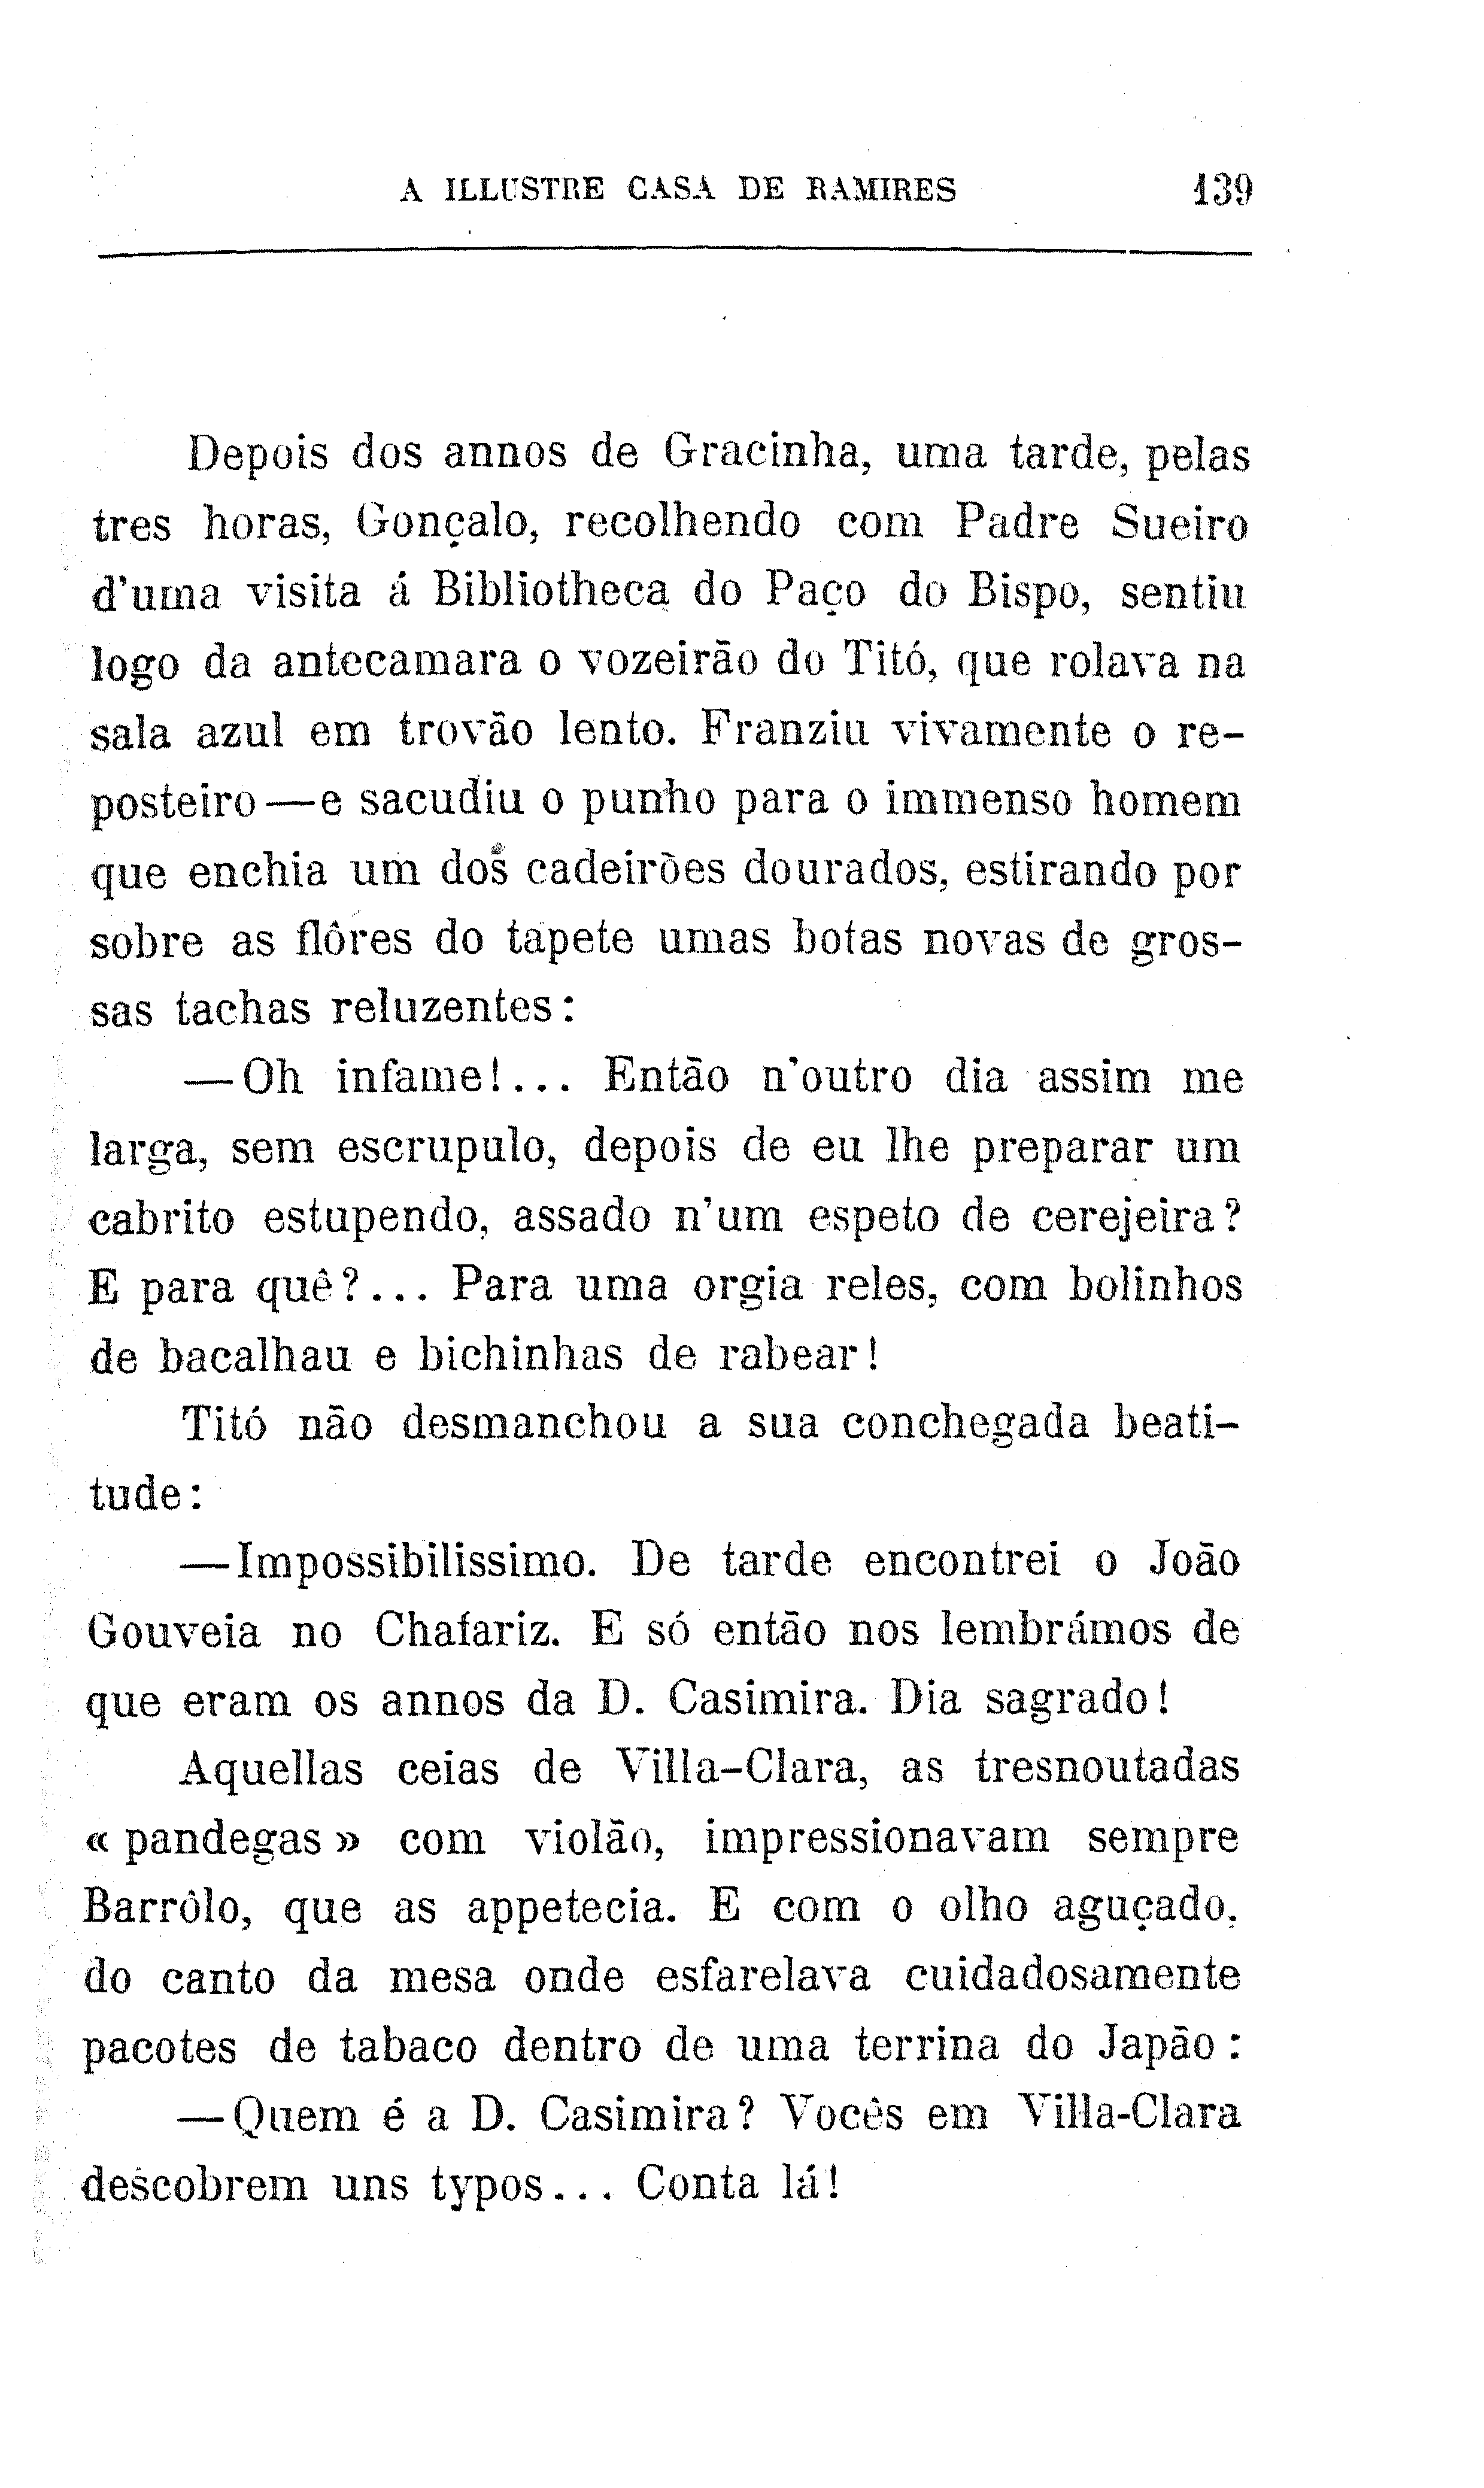 A ILLUSTRE CASA DE RAMIRES 139
Depois dos annos de Gracinha, uma tarde, pelas
tres horas, Gonçalo, recolhendo com Padre Sueiro
d'uma visita á Bibliotheca do Paço do Bispo, sentiu
logo da antecamara o vozeirão do Titó, que rolava na
sala azul em trovão lento. Franziu vivamente o re-
posteiro—e sacudiu o punho para o immenso homem
que enchia um dos cadeirões dourados, estirando por
sobre as flôres do tapete umas botas novas de gros-
sas tachas reluzentes:
—Oh infame!... Então n'outro dia assim me
larga, sem escrupulo, depois de eu lhe preparar um
cabrito estupendo, assado n'um espeto de cerejeira?
E para quê?... Para uma orgia reles, com bolinhos
de bacalhau e bichinhas de rabear!
Titó não desmanchou a sua conchegada beati-
tude:
—Impossibilissimo. De tarde encontrei o João
Gouveia no Chafariz. E só então nos lembrámos de
que eram os annos da D. Casimira. Dia sagrado!
Aquellas ceias de Villa-Clara, as tresnoutadas
« pandegas » com violão, impressionavam sempre
Barrôlo, que as appetecia. E com o olho aguçado,
do canto da mesa onde esfarelava cuidadosamente
pacotes de tabaco dentro de uma terrina do Japão:
—Quem é a D. Casimira? Vocês em Villa-Clara
descobrem uns typos... Conta lá!